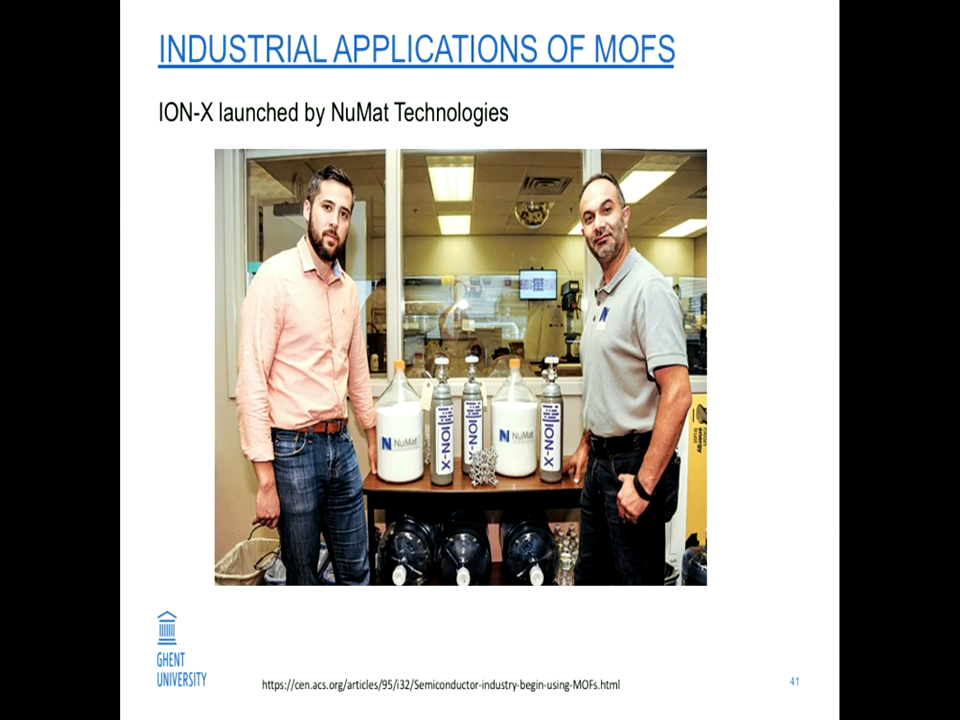 INDUSTRIAL APPLICATIONS OF MOFS
ION-X launched by NuMat Technologies
N
NuMat
ION-X
ION-X
NuMat
ION-X
GHENT
UNIVERSITY
https://cen.acs.org/articles/95/i32/Semiconductor-industry-begin-using-MOFs.html
41